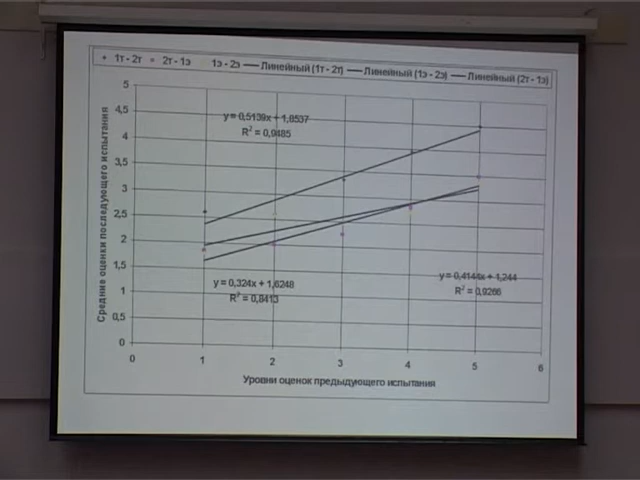 1т - 2т 2т - 1э 1э - 2э Линейный (1т - 2т) Линейный (1э - 2э) Линейный (2т - 1э)
5
4,5
4
3,5
3
2,5
2
1,5
1
0,5
0
Средние оценки последующего испытания
y = 0,5139x + 1,8537
R² = 0,9485
y = 0,324x + 1,6248
R² = 0,8413
y = 0,4144x + 1,244
R² = 0,9266
0 1 2 3 4 5 6
Уровни оценок предыдущего испытания